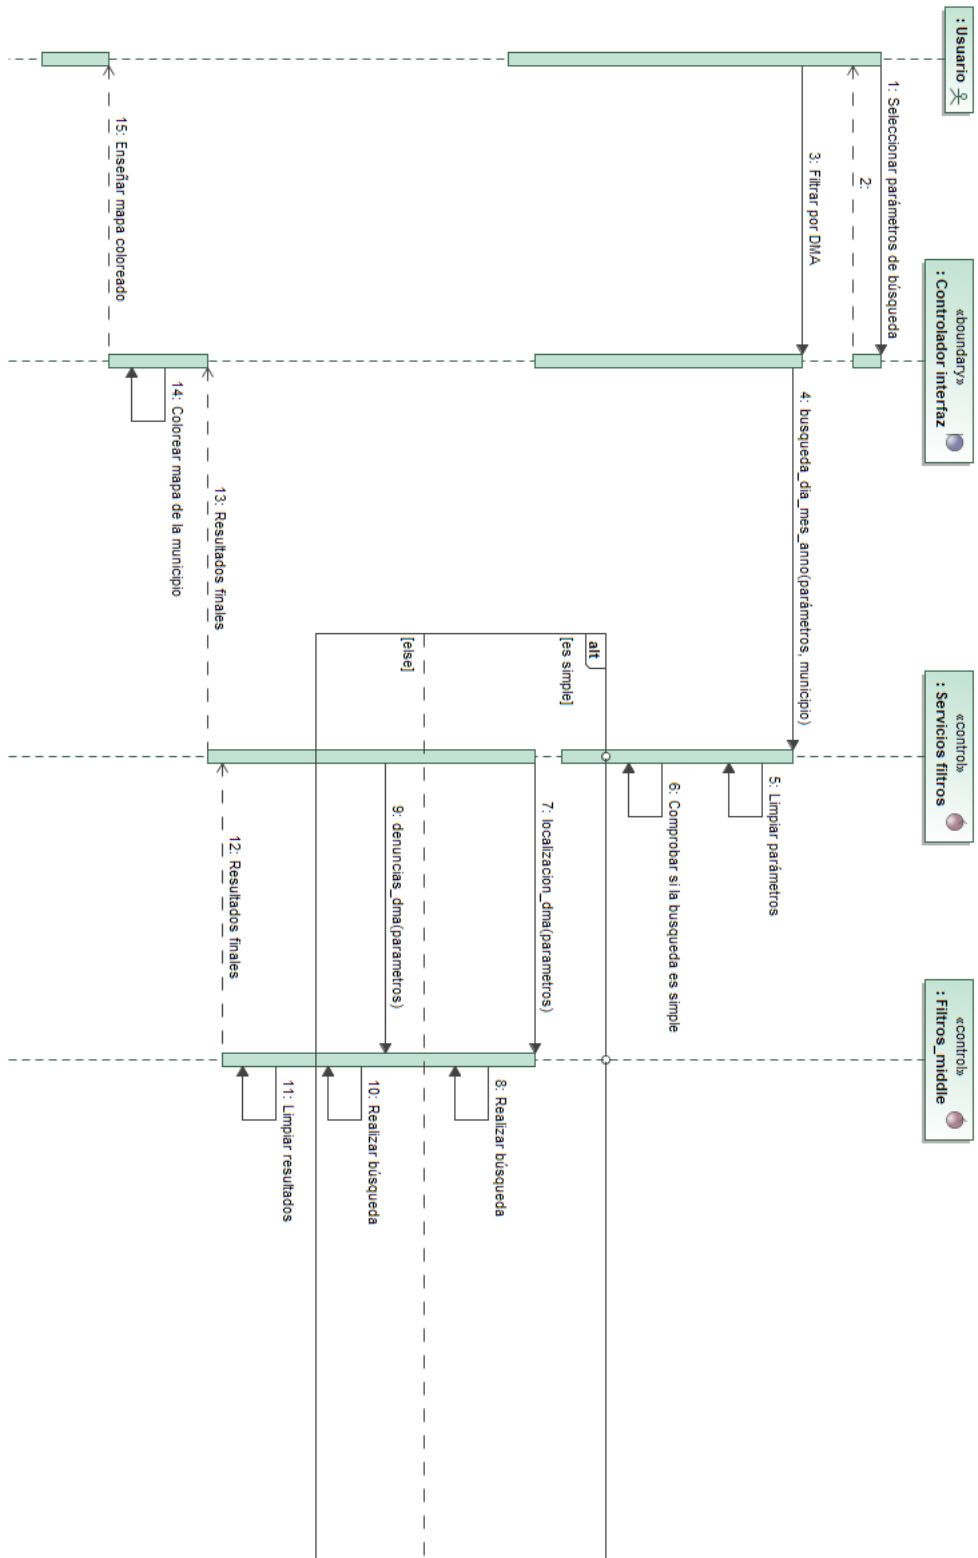 : Usuario
«boundary»
: Controlador interfaz
«control»
: Servicios filtros
«control»
: Filtros_middle
1: Seleccionar parámetros de búsqueda
2:
3: Filtrar por DMA
4: busqueda_dia_mes_anno(parámetros, municipio)
5: Limpiar parámetros
6: Comprobar si la busqueda es simple
alt
[es simple]
7: localizacion_dma(parametros)
8: Realizar búsqueda
[else]
9: denuncias_dma(parametros)
10: Realizar búsqueda
11: Limpiar resultados
12: Resultados finales
13: Resultados finales
14: Colorear mapa de la municipio
15: Enseñar mapa coloreado